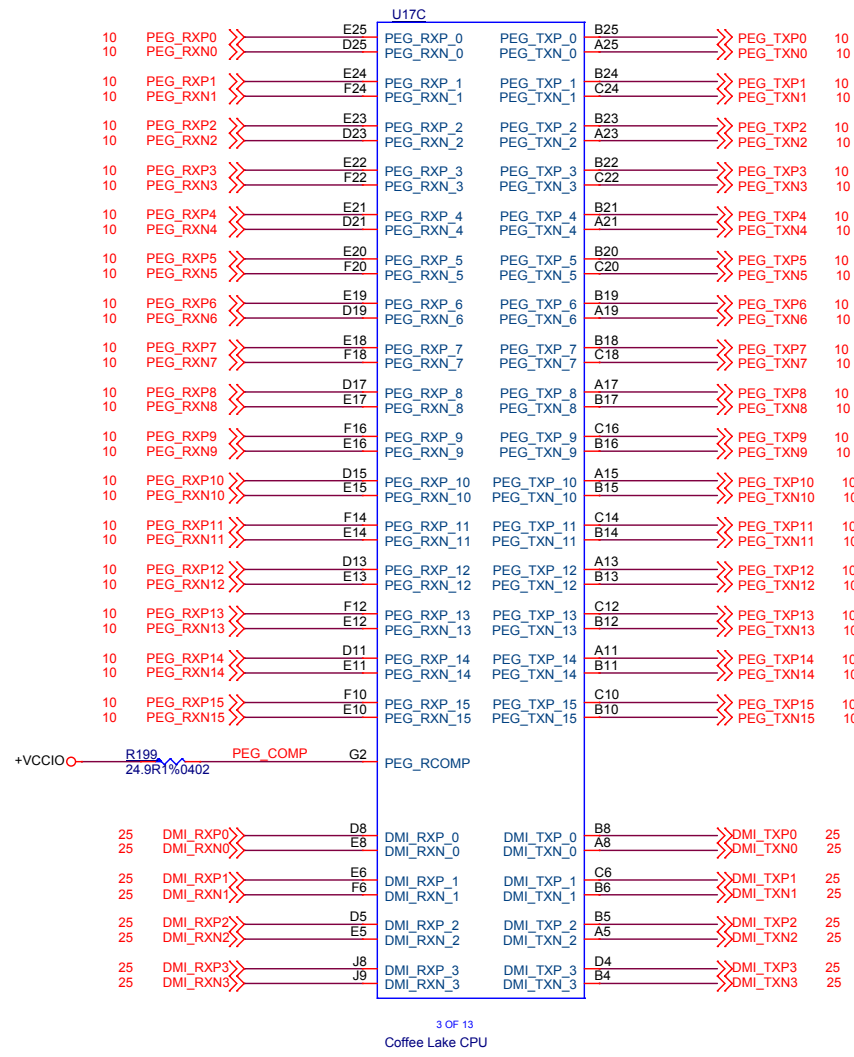 U17C
10 PEG_RXP0 E25 PEG_RXP_0 PEG_TXP_0 B25 PEG_TXP0 10
10 PEG_RXN0 D25 PEG_RXN_0 PEG_TXN_0 A25 PEG_TXN0 10
10 PEG_RXP1 E24 PEG_RXP_1 PEG_TXP_1 B24 PEG_TXP1 10
10 PEG_RXN1 F24 PEG_RXN_1 PEG_TXN_1 C24 PEG_TXN1 10
10 PEG_RXP2 E23 PEG_RXP_2 PEG_TXP_2 B23 PEG_TXP2 10
10 PEG_RXN2 D23 PEG_RXN_2 PEG_TXN_2 A23 PEG_TXN2 10
10 PEG_RXP3 E22 PEG_RXP_3 PEG_TXP_3 B22 PEG_TXP3 10
10 PEG_RXN3 F22 PEG_RXN_3 PEG_TXN_3 C22 PEG_TXN3 10
10 PEG_RXP4 E21 PEG_RXP_4 PEG_TXP_4 B21 PEG_TXP4 10
10 PEG_RXN4 D21 PEG_RXN_4 PEG_TXN_4 A21 PEG_TXN4 10
10 PEG_RXP5 E20 PEG_RXP_5 PEG_TXP_5 B20 PEG_TXP5 10
10 PEG_RXN5 F20 PEG_RXN_5 PEG_TXN_5 C20 PEG_TXN5 10
10 PEG_RXP6 E19 PEG_RXP_6 PEG_TXP_6 B19 PEG_TXP6 10
10 PEG_RXN6 D19 PEG_RXN_6 PEG_TXN_6 A19 PEG_TXN6 10
10 PEG_RXP7 E18 PEG_RXP_7 PEG_TXP_7 B18 PEG_TXP7 10
10 PEG_RXN7 F18 PEG_RXN_7 PEG_TXN_7 C18 PEG_TXN7 10
10 PEG_RXP8 D17 PEG_RXP_8 PEG_TXP_8 A17 PEG_TXP8 10
10 PEG_RXN8 E17 PEG_RXN_8 PEG_TXN_8 B17 PEG_TXN8 10
10 PEG_RXP9 F16 PEG_RXP_9 PEG_TXP_9 C16 PEG_TXP9 10
10 PEG_RXN9 E16 PEG_RXN_9 PEG_TXN_9 B16 PEG_TXN9 10
10 PEG_RXP10 D15 PEG_RXP_10 PEG_TXP_10 A15 PEG_TXP10 10
10 PEG_RXN10 E15 PEG_RXN_10 PEG_TXN_10 B15 PEG_TXN10 10
10 PEG_RXP11 F14 PEG_RXP_11 PEG_TXP_11 C14 PEG_TXP11 10
10 PEG_RXN11 E14 PEG_RXN_11 PEG_TXN_11 B14 PEG_TXN11 10
10 PEG_RXP12 D13 PEG_RXP_12 PEG_TXP_12 A13 PEG_TXP12 10
10 PEG_RXN12 E13 PEG_RXN_12 PEG_TXN_12 B13 PEG_TXN12 10
10 PEG_RXP13 F12 PEG_RXP_13 PEG_TXP_13 C12 PEG_TXP13 10
10 PEG_RXN13 E12 PEG_RXN_13 PEG_TXN_13 B12 PEG_TXN13 10
10 PEG_RXP14 D11 PEG_RXP_14 PEG_TXP_14 A11 PEG_TXP14 10
10 PEG_RXN14 E11 PEG_RXN_14 PEG_TXN_14 B11 PEG_TXN14 10
10 PEG_RXP15 F10 PEG_RXP_15 PEG_TXP_15 C10 PEG_TXP15 10
10 PEG_RXN15 E10 PEG_RXN_15 PEG_TXN_15 B10 PEG_TXN15 10
+VCCIO R199 PEG_COMP G2 PEG_RCOMP
24.9R1%0402
25 DMI_RXP0 D8 DMI_RXP_0 DMI_TXP_0 B8 DMI_TXP0 25
25 DMI_RXN0 E8 DMI_RXN_0 DMI_TXN_0 A8 DMI_TXN0 25
25 DMI_RXP1 E6 DMI_RXP_1 DMI_TXP_1 C6 DMI_TXP1 25
25 DMI_RXN1 F6 DMI_RXN_1 DMI_TXN_1 B6 DMI_TXN1 25
25 DMI_RXP2 D5 DMI_RXP_2 DMI_TXP_2 B5 DMI_TXP2 25
25 DMI_RXN2 E5 DMI_RXN_2 DMI_TXN_2 A5 DMI_TXN2 25
25 DMI_RXP3 J8 DMI_RXP_3 DMI_TXP_3 D4 DMI_TXP3 25
25 DMI_RXN3 J9 DMI_RXN_3 DMI_TXN_3 B4 DMI_TXN3 25
3 OF 13
Coffee Lake CPU